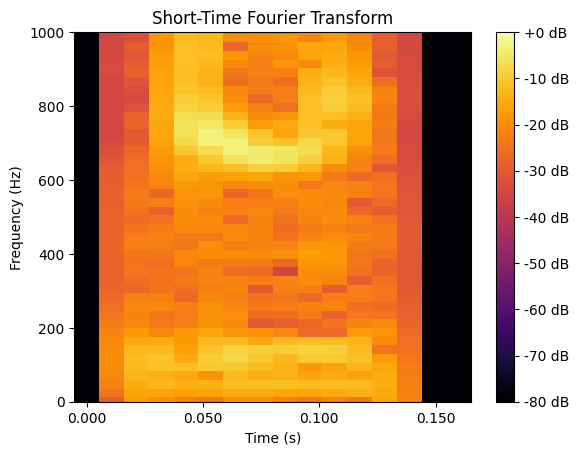 Short-Time Fourier Transform
1000
800
600
400
200
0
Frequency (Hz)
0.000
0.050
0.100
0.150
Time (s)
+0 dB
-10 dB
-20 dB
-30 dB
-40 dB
-50 dB
-60 dB
-70 dB
-80 dB